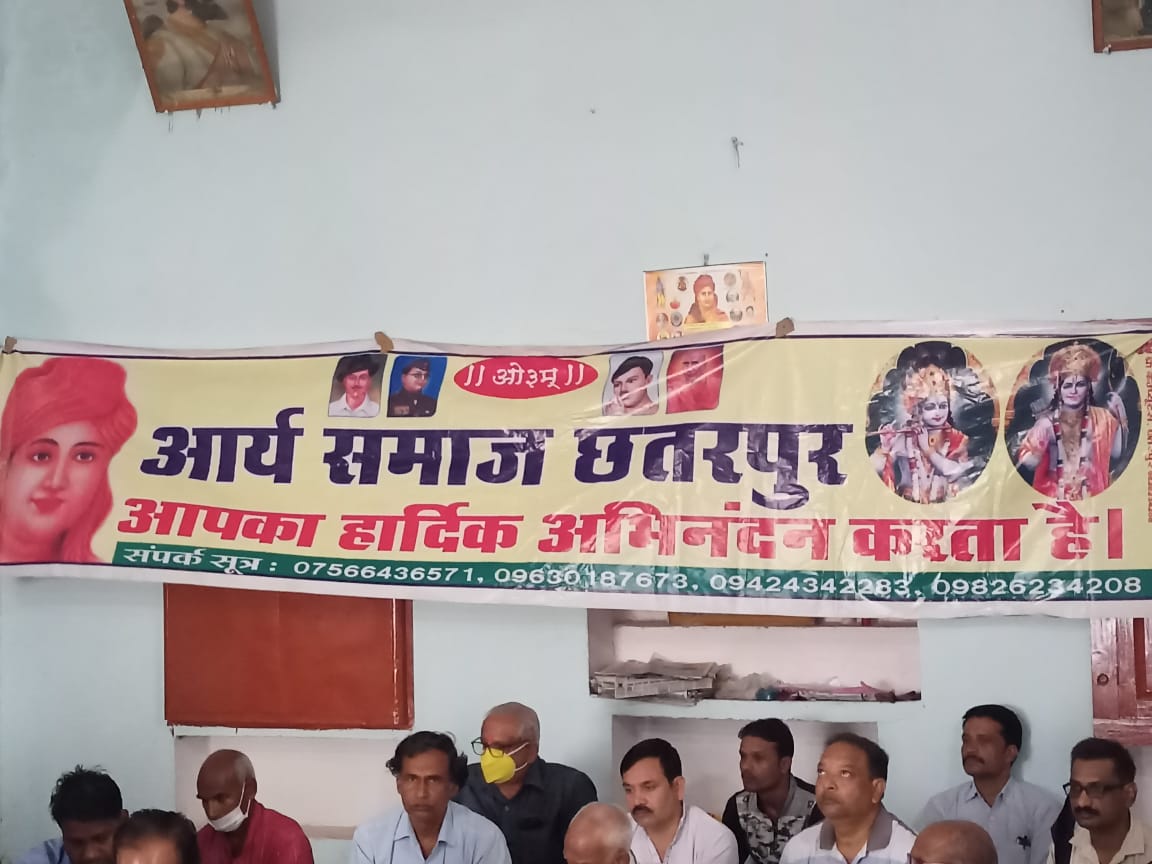 ।। ओ३म् ।।
आर्य समाज छतरपुर
आपका हार्दिक अभिनंदन करता है।
संपर्क सूत्र : 07566436571, 09630187673, 09424342283, 09826234208